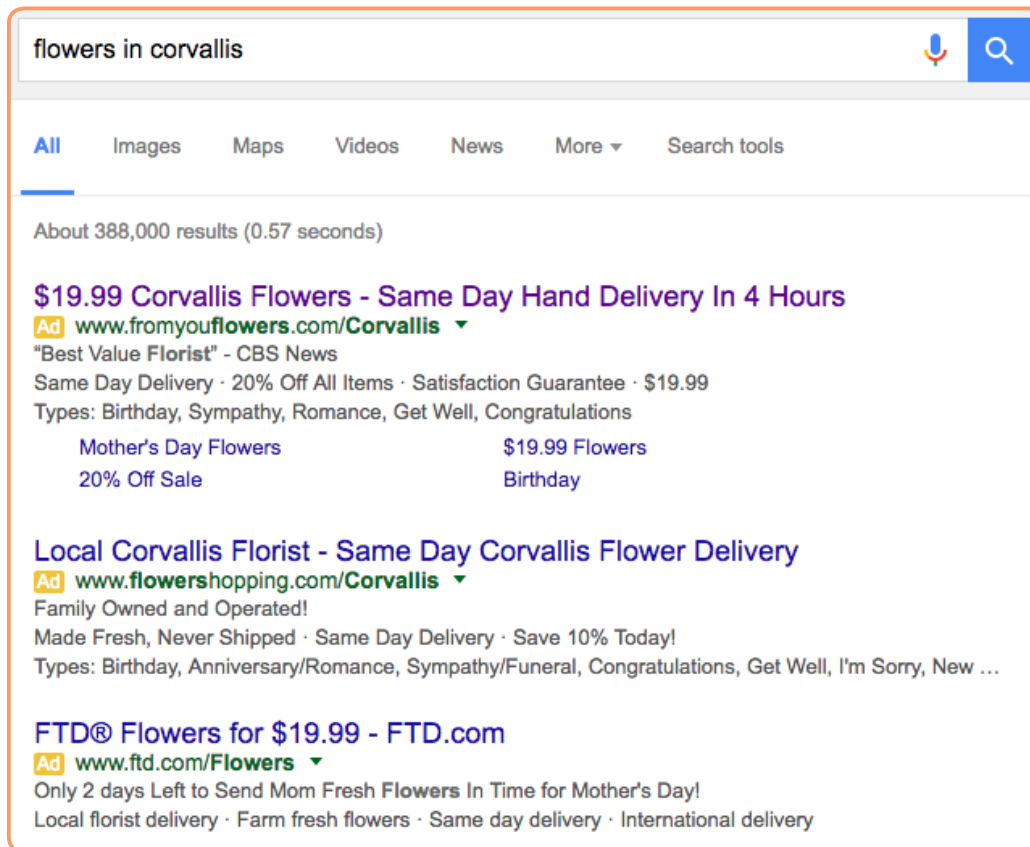 flowers in corvallis
All Images Maps Videos News More Search tools
About 388,000 results (0.57 seconds)
$19.99 Corvallis Flowers - Same Day Hand Delivery In 4 Hours
Ad www.fromyouflowers.com/Corvallis
“Best Value Florist” - CBS News
Same Day Delivery · 20% Off All Items · Satisfaction Guarantee · $19.99
Types: Birthday, Sympathy, Romance, Get Well, Congratulations
Mother's Day Flowers $19.99 Flowers
20% Off Sale Birthday
Local Corvallis Florist - Same Day Corvallis Flower Delivery
Ad www.flowershopping.com/Corvallis
Family Owned and Operated!
Made Fresh, Never Shipped · Same Day Delivery · Save 10% Today!
Types: Birthday, Anniversary/Romance, Sympathy/Funeral, Congratulations, Get Well, I'm Sorry, New ...
FTD® Flowers for $19.99 - FTD.com
Ad www.ftd.com/Flowers
Only 2 days Left to Send Mom Fresh Flowers In Time for Mother's Day!
Local florist delivery · Farm fresh flowers · Same day delivery · International delivery